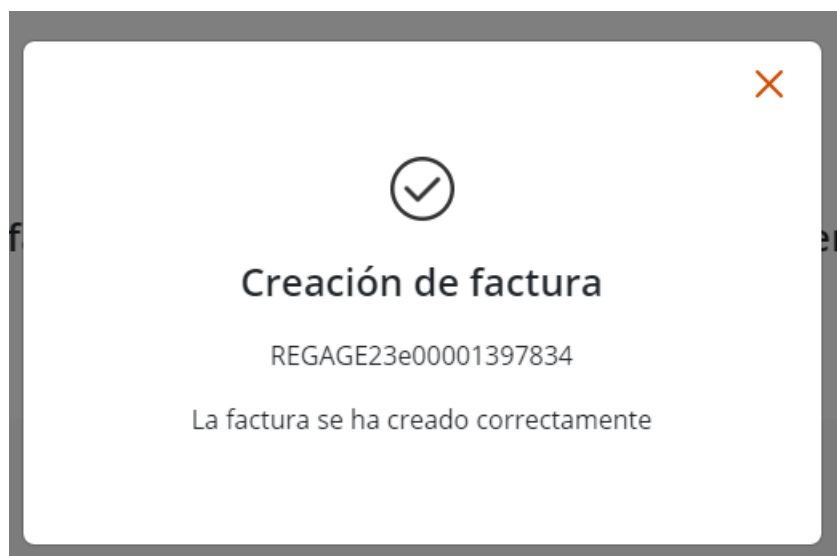 Creación de factura
REGAGE23e00001397834
La factura se ha creado correctamente